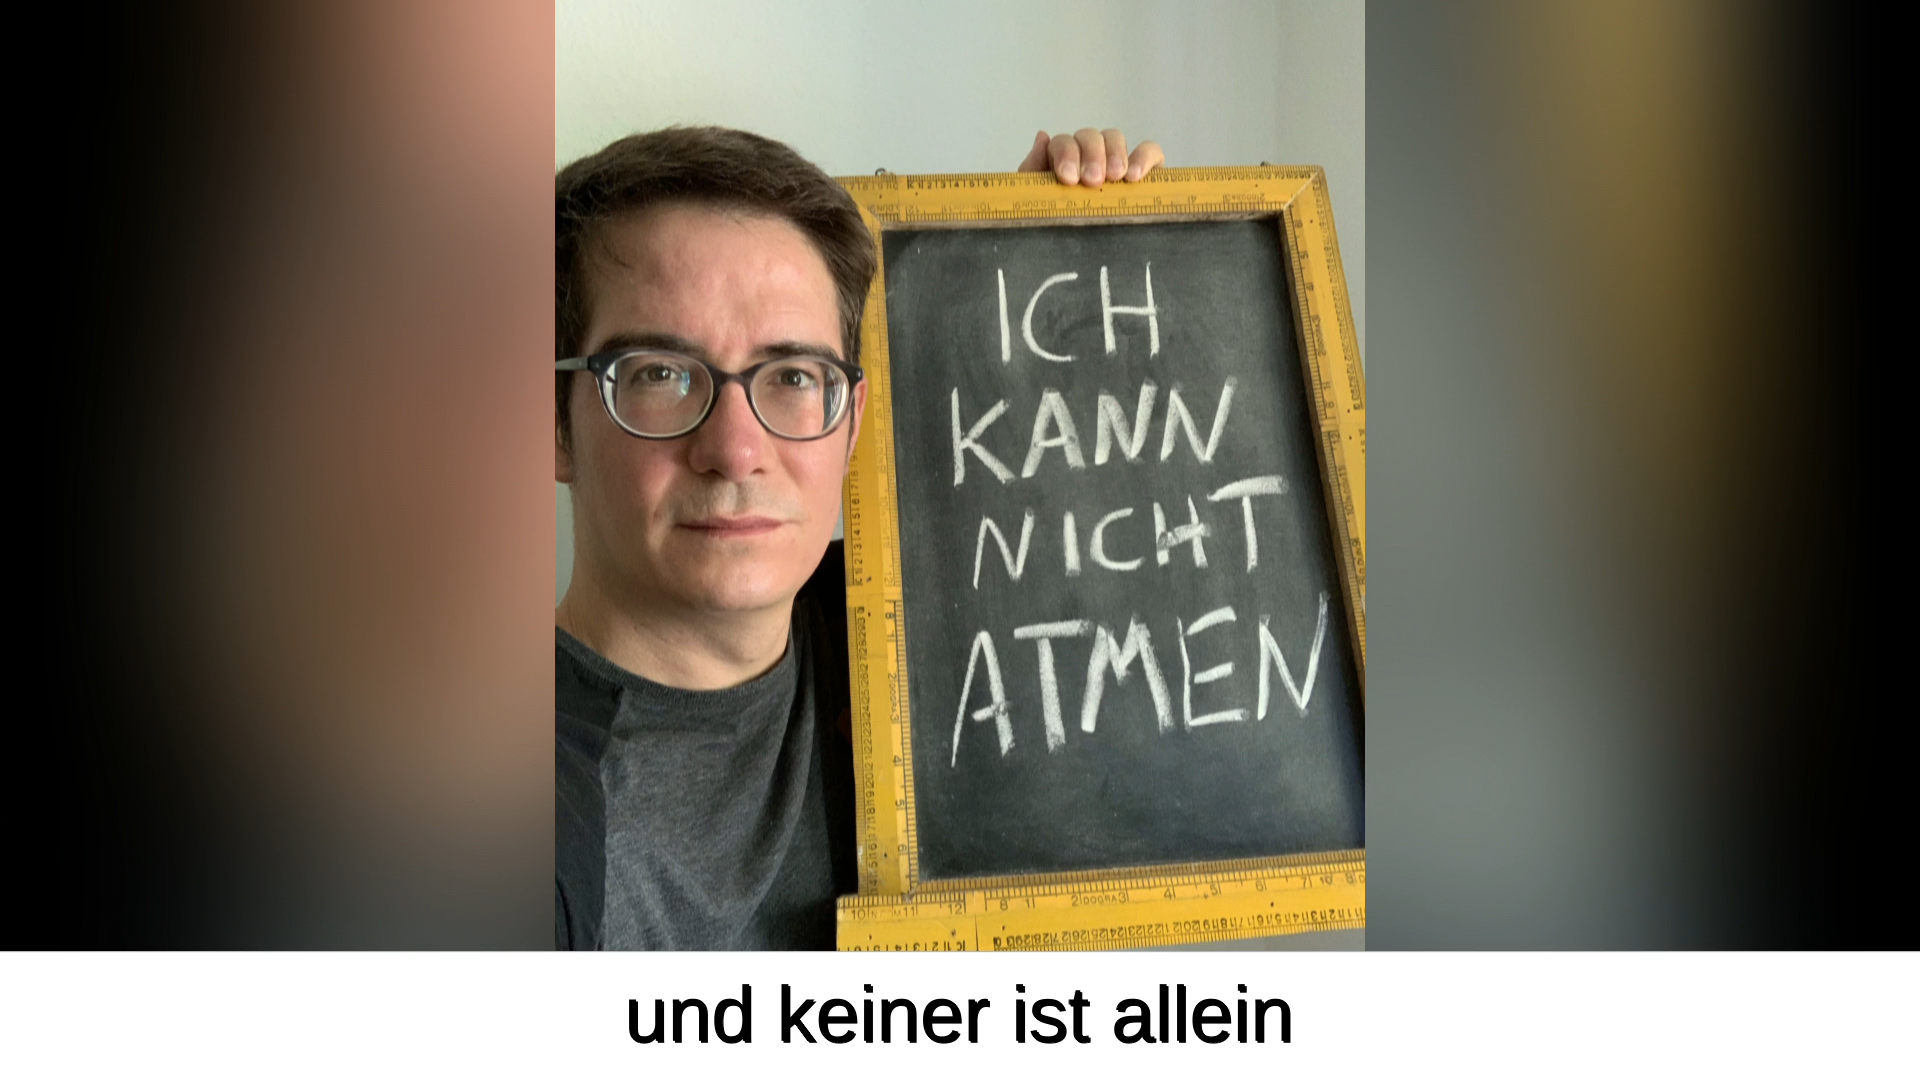 ICH
KANN
NICHT
ATMEN
und keiner ist allein